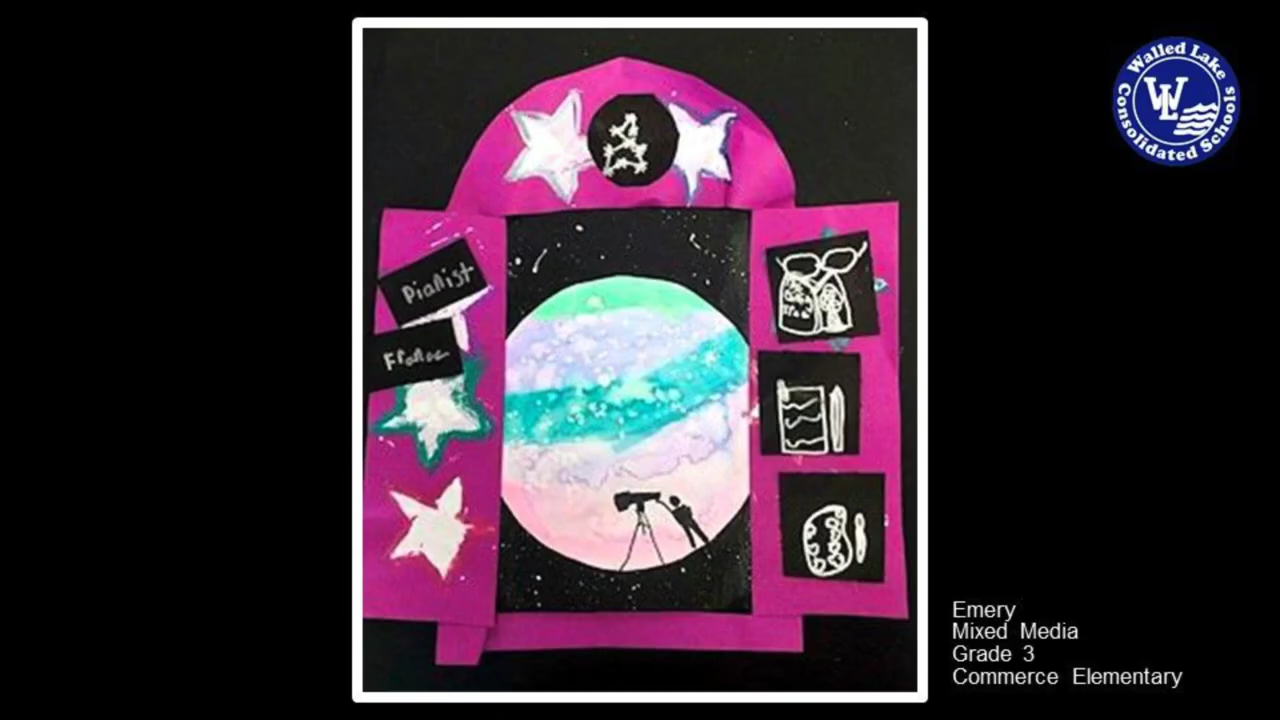 Walled Lake
Consolidated Schools
WL
Pianist
France
Emery
Mixed Media
Grade 3
Commerce Elementary